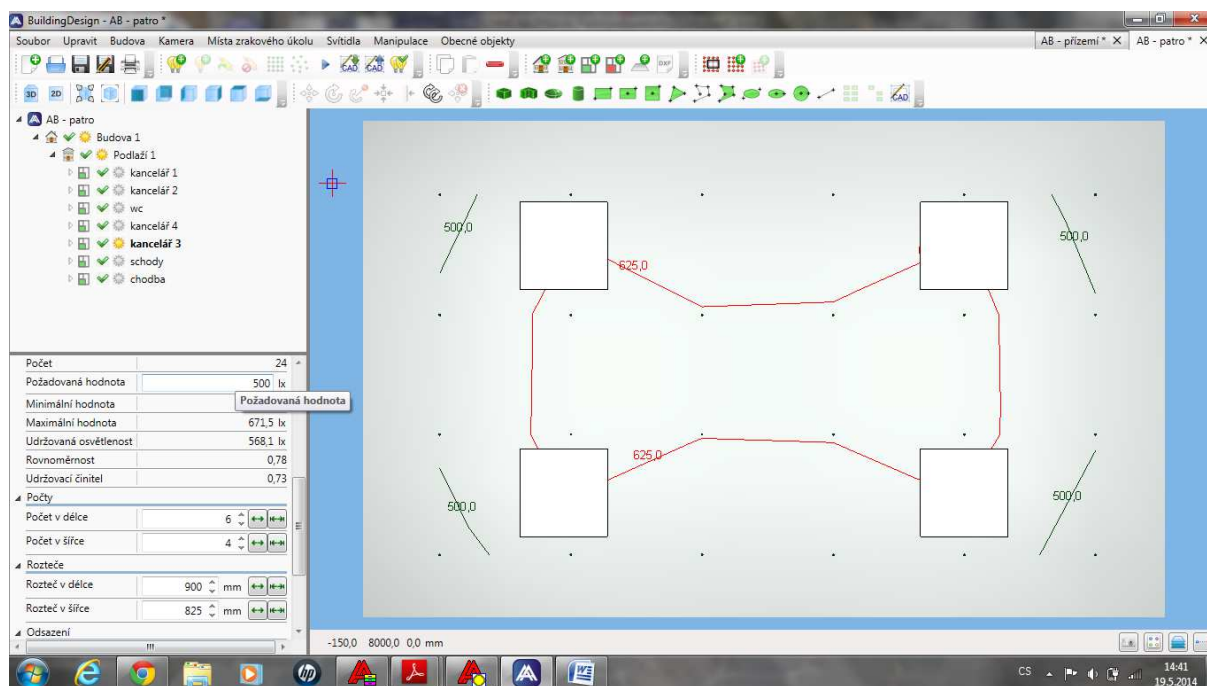 BuildingDesign - AB - patro *
Soubor Upravit Budova Kamera Místa zrakového úkolu Svítidla Manipulace Obecné objekty
AB - přízemí * X AB - patro * X
DXF
3D 2D CAD
AB - patro
Budova 1
Podlaží 1
kancelář 1
kancelář 2
wc
kancelář 4
kancelář 3
schody
chodba
Počet 24
Požadovaná hodnota 500 lx
Minimální hodnota
Požadovaná hodnota
Maximální hodnota 671,5 lx
Udržovaná osvětlenost 568,1 lx
Rovnoměrnost 0,78
Udržovací činitel 0,73
Počty
Počet v délce 6
Počet v šířce 4
Rozteče
Rozteč v délce 900 mm
Rozteč v šířce 825 mm
Odsazení
500,0
625,0
500,0
625,0
500,0
500,0
-150,0 8000,0 0,0 mm
hp
CS
14:41
19.5.2014